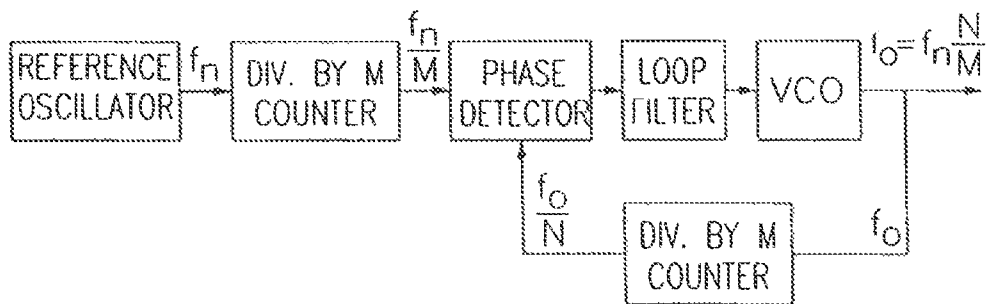 REFERENCE
OSCILLATOR
fn
DIV. BY M
COUNTER
fn
M
PHASE
DETECTOR
LOOP
FILTER
VCO
fo=fn N
M
fo
N
DIV. BY M
COUNTER
fo